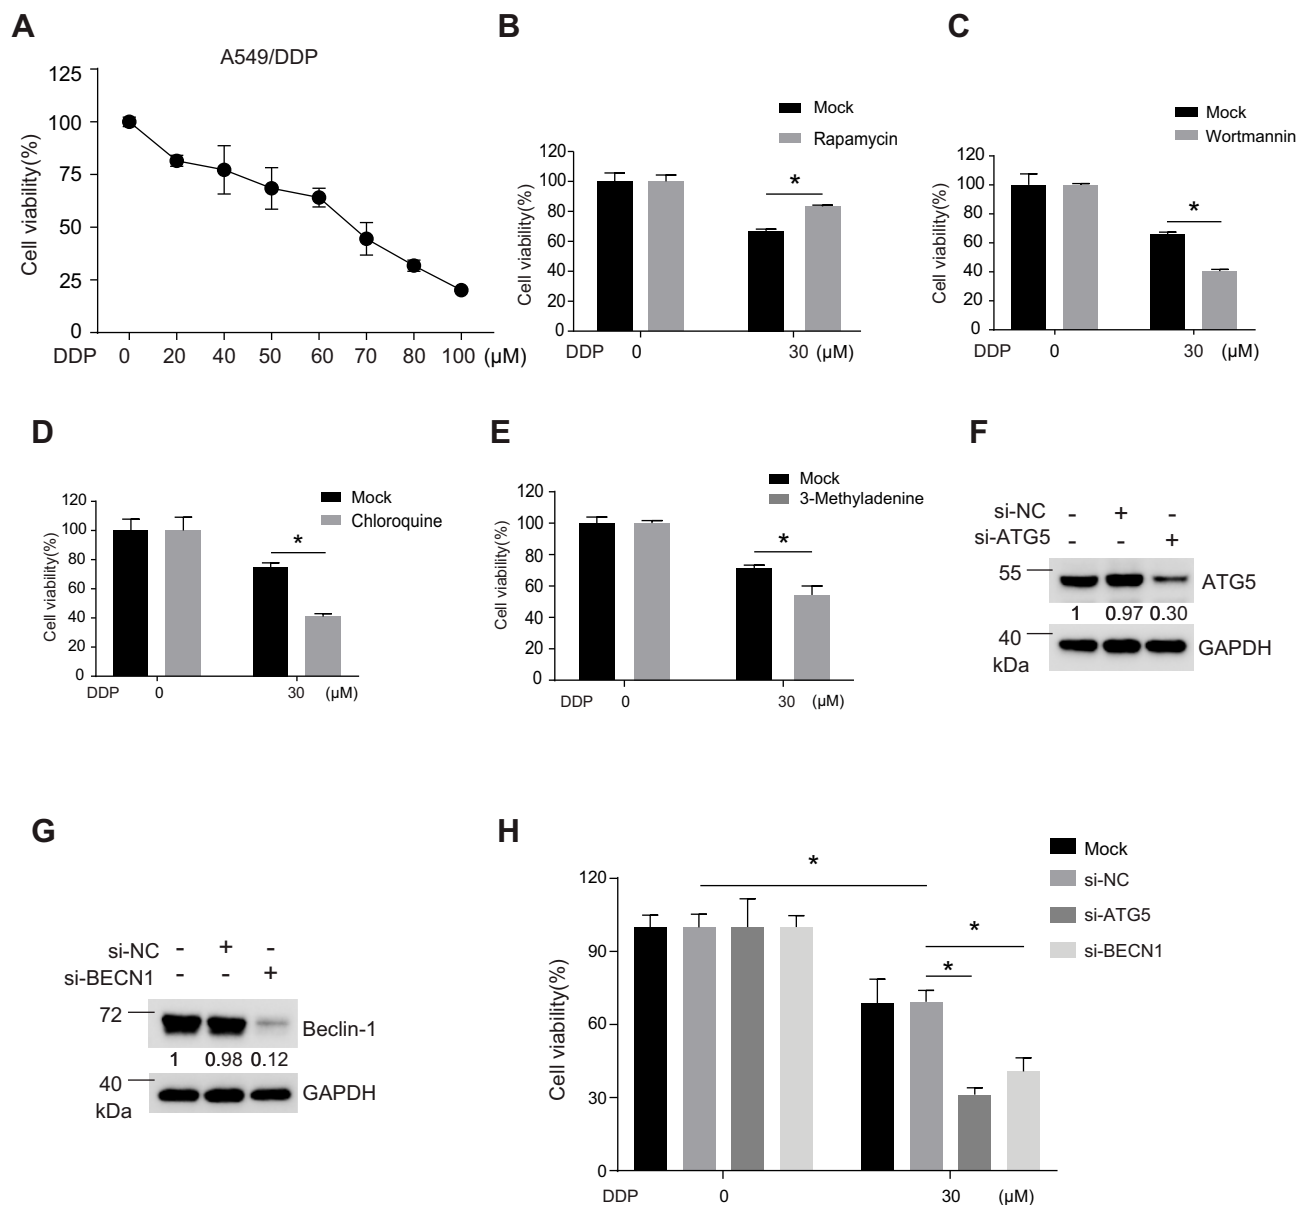 A
A549/DDP
Cell viability(%)
125
100
75
50
25
0
DDP 0 20 40 50 60 70 80 100 (µM)
B
Mock
Rapamycin
Cell viability(%)
120
100
80
60
40
20
0
*
DDP 0 30 (µM)
C
Mock
Wortmannin
Cell viability(%)
120
100
80
60
40
20
0
*
DDP 0 30 (µM)
D
Mock
Chloroquine
Cell viability(%)
120
100
80
60
40
20
0
*
DDP 0 30 (µM)
E
Mock
3-Methyladenine
Cell viability(%)
120
100
80
60
40
20
0
*
DDP 0 30 (µM)
F
si-NC - + -
si-ATG5 - - +
55 ATG5
1 0.97 0.30
40 GAPDH
kDa
G
si-NC - + -
si-BECN1 - - +
72 Beclin-1
1 0.98 0.12
40 GAPDH
kDa
H
Mock
si-NC
si-ATG5
si-BECN1
Cell viability(%)
120
90
60
30
0
*
*
*
DDP 0 30 (µM)